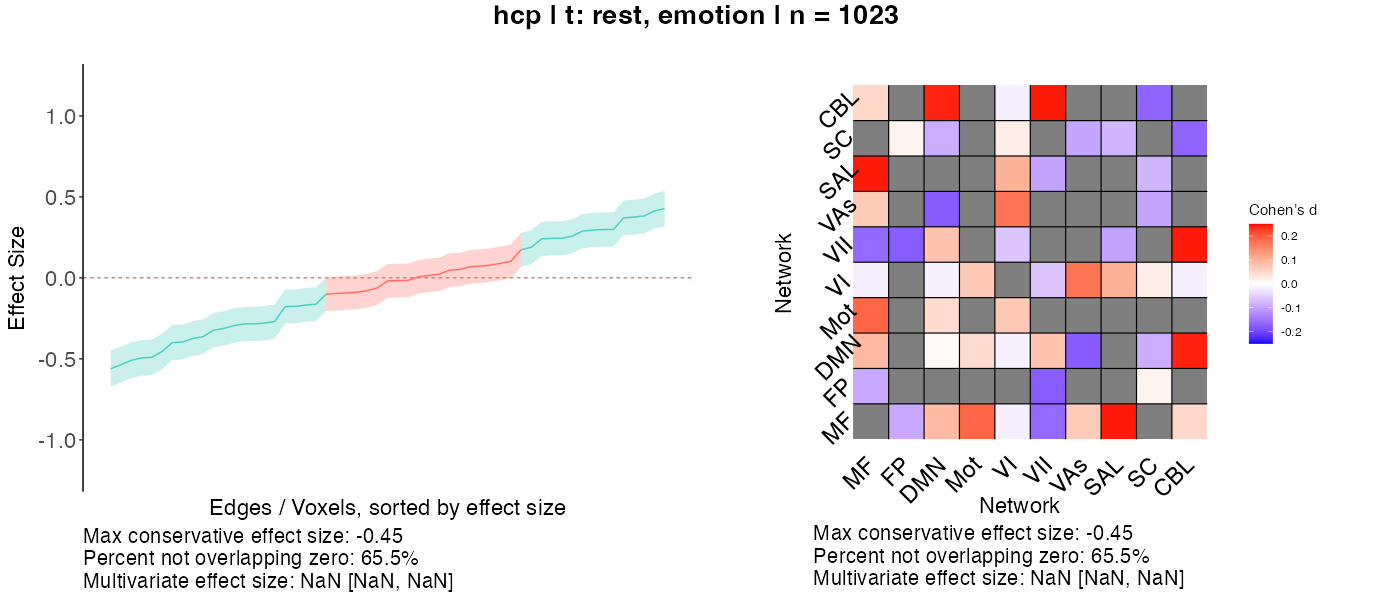 hcp | t: rest, emotion | n = 1023
Effect Size
1.0
0.5
0.0
-0.5
-1.0
Edges / Voxels, sorted by effect size
Max conservative effect size: -0.45
Percent not overlapping zero: 65.5%
Multivariate effect size: NaN [NaN, NaN]
Network
CBL
SC
SAL
VAs
VII
VI
Mot
DMN
FP
MF
MF
FP
DMN
Mot
VI
VII
VAs
SAL
SC
CBL
Network
Cohen's d
0.2
0.1
0.0
-0.1
-0.2
Max conservative effect size: -0.45
Percent not overlapping zero: 65.5%
Multivariate effect size: NaN [NaN, NaN]